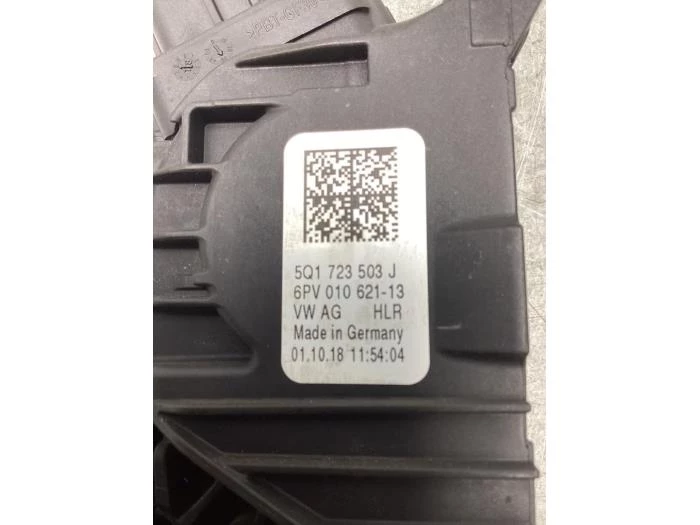 5Q1 723 503 J
6PV 010 621-13
VW AG HLR
Made in Germany
01.10.18 11:54:04